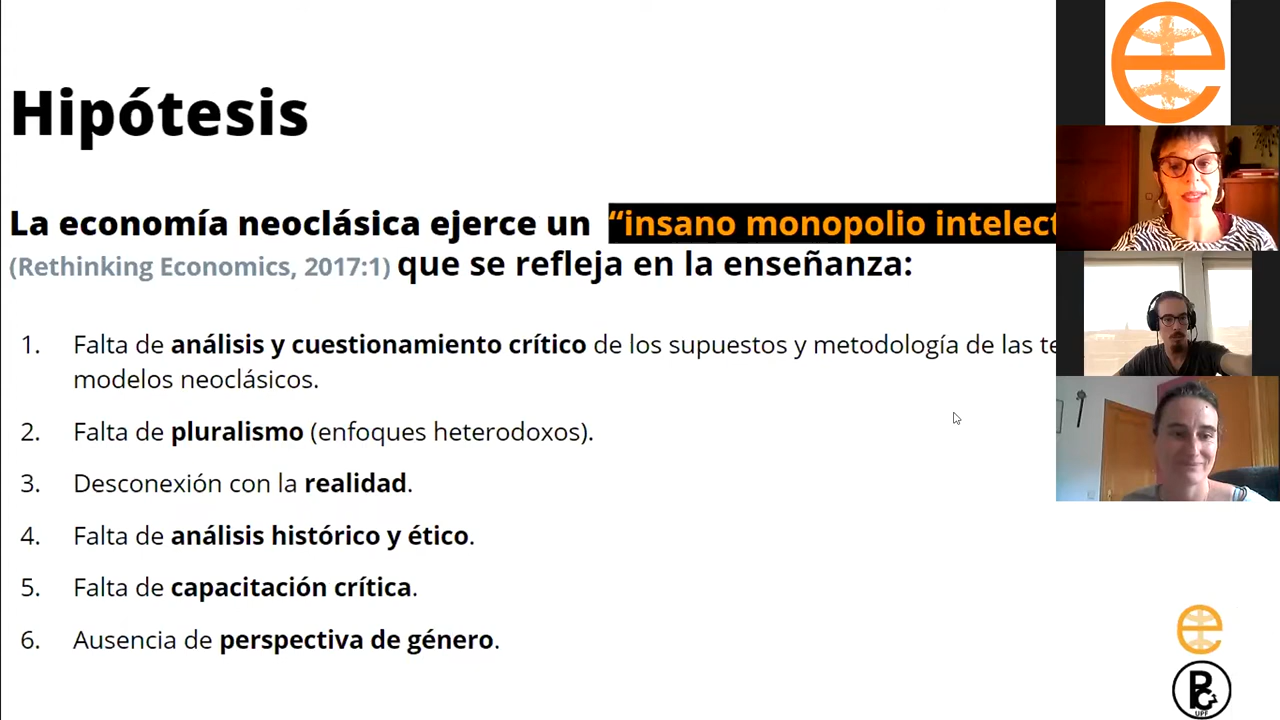 Hipótesis
La economía neoclásica ejerce un “insano monopolio
(Rethinking Economics, 2017:1) que se refleja en la enseñanza:
1. Falta de análisis y cuestionamiento crítico de los supuestos y metodología de las
modelos neoclásicos.
2. Falta de pluralismo (enfoques heterodoxos).
3. Desconexión con la realidad.
4. Falta de análisis histórico y ético.
5. Falta de capacitación crítica.
6. Ausencia de perspectiva de género.
UPF